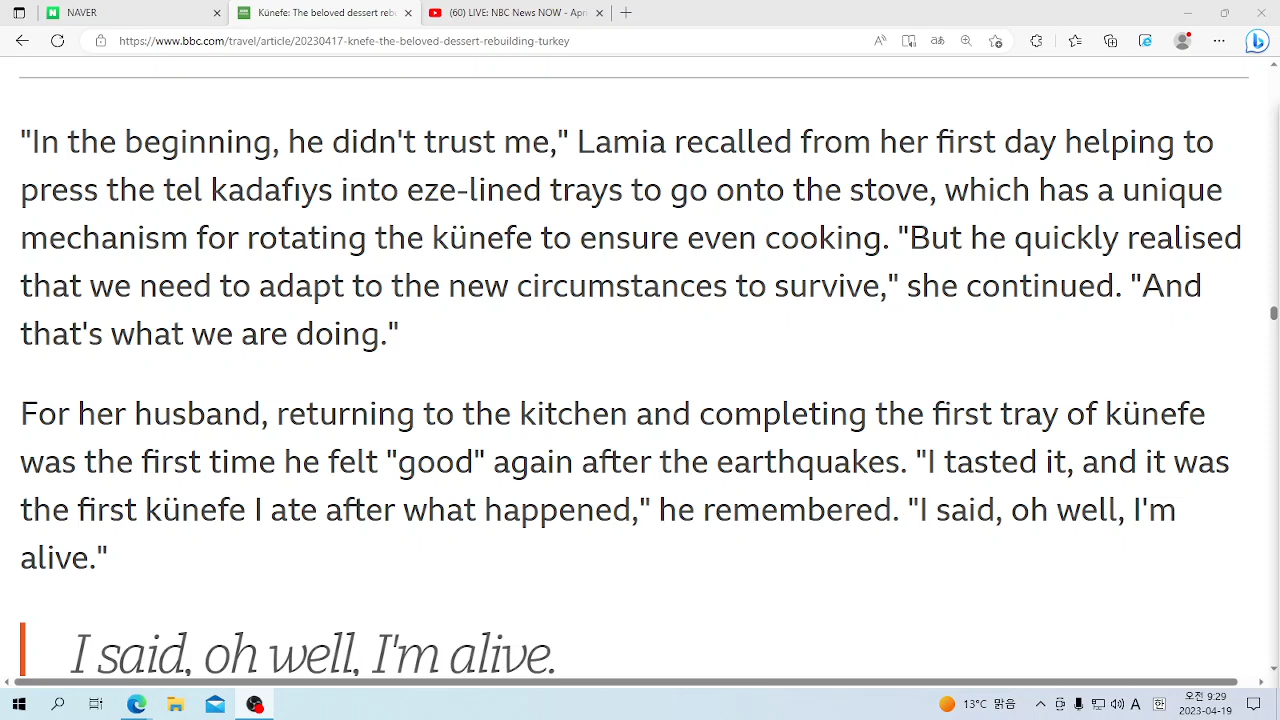 NAVER
Künefe: The beloved dessert reb
(60) LIVE: NBC News NOW - Apr
https://www.bbc.com/travel/article/20230417-knefe-the-beloved-dessert-rebuilding-turkey
"In the beginning, he didn't trust me," Lamia recalled from her first day helping to
press the tel kadafiys into eze-lined trays to go onto the stove, which has a unique
mechanism for rotating the künefe to ensure even cooking. "But he quickly realised
that we need to adapt to the new circumstances to survive," she continued. "And
that's what we are doing."
For her husband, returning to the kitchen and completing the first tray of künefe
was the first time he felt "good" again after the earthquakes. "I tasted it, and it was
the first künefe I ate after what happened," he remembered. "I said, oh well, I'm
alive."
I said, oh well, I'm alive.
13°C 맑음
A
오전 9:29
2023-04-19